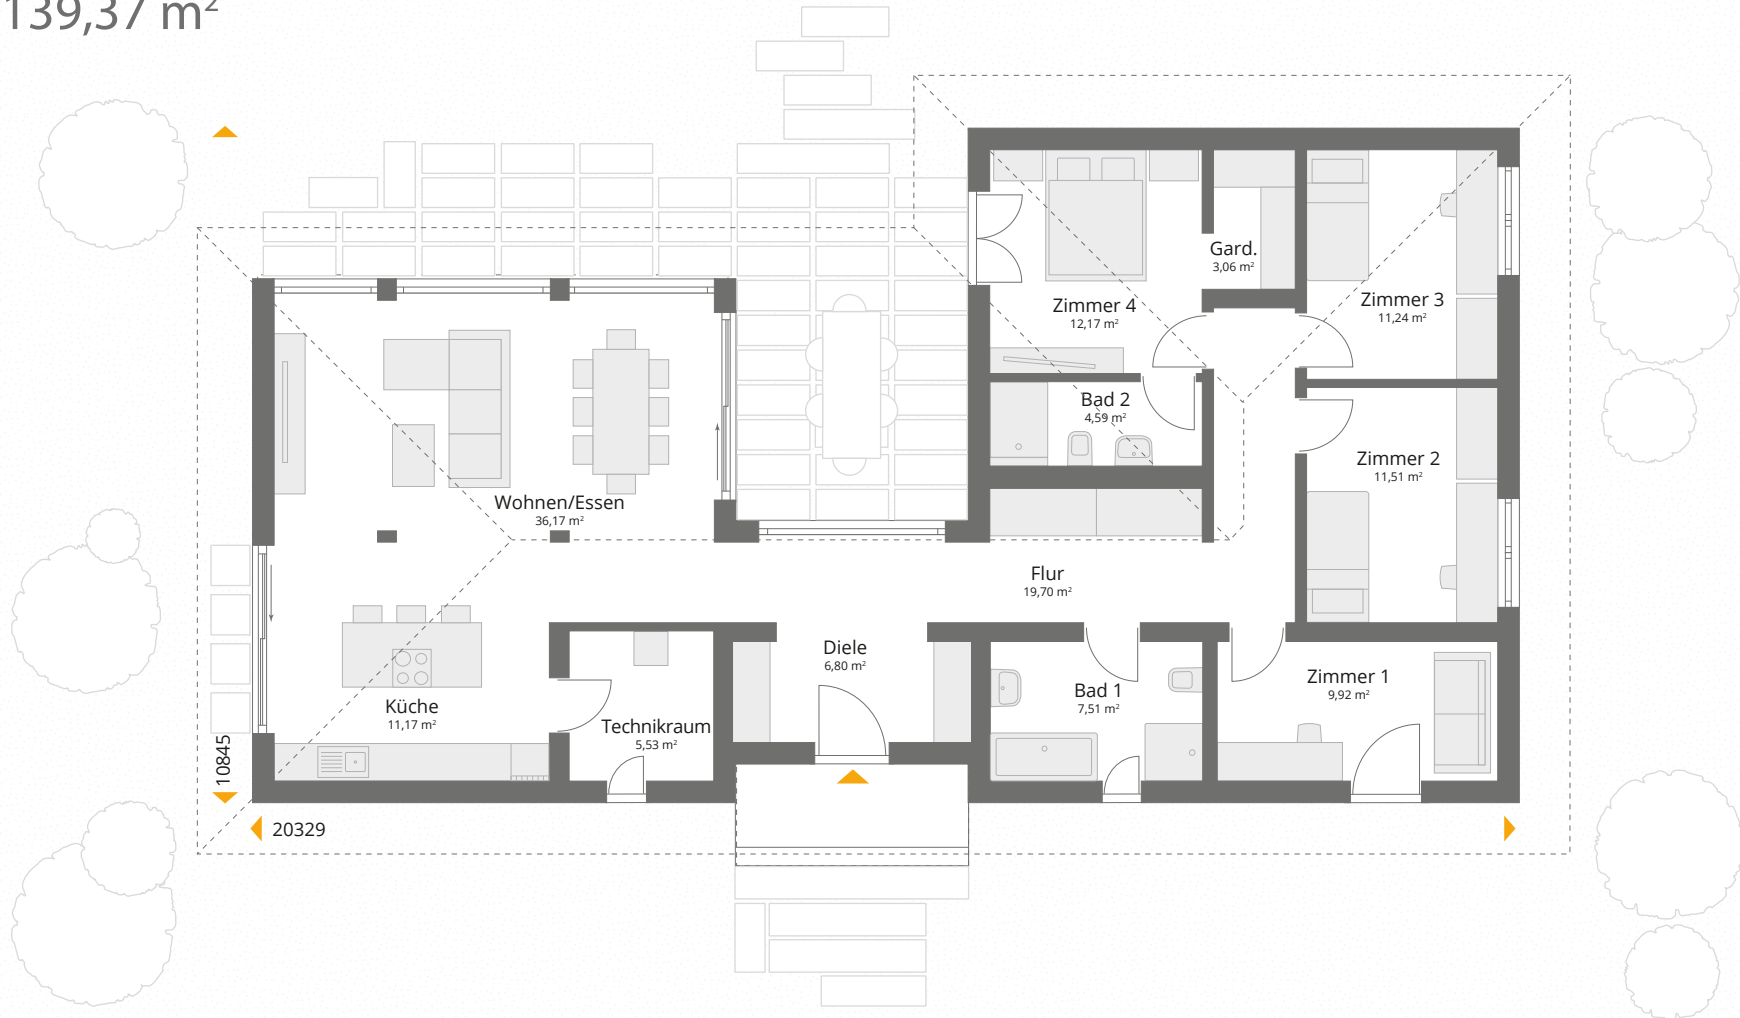 139,37 m²
Gard.
3,06 m²
Zimmer 4
12,17 m²
Zimmer 3
11,24 m²
Bad 2
4,59 m²
Zimmer 2
11,51 m²
Wohnen/Essen
36,17 m²
Flur
19,70 m²
Diele
6,80 m²
Zimmer 1
9,92 m²
Bad 1
7,51 m²
Küche
11,17 m²
Technikraum
5,53 m²
10845
20329